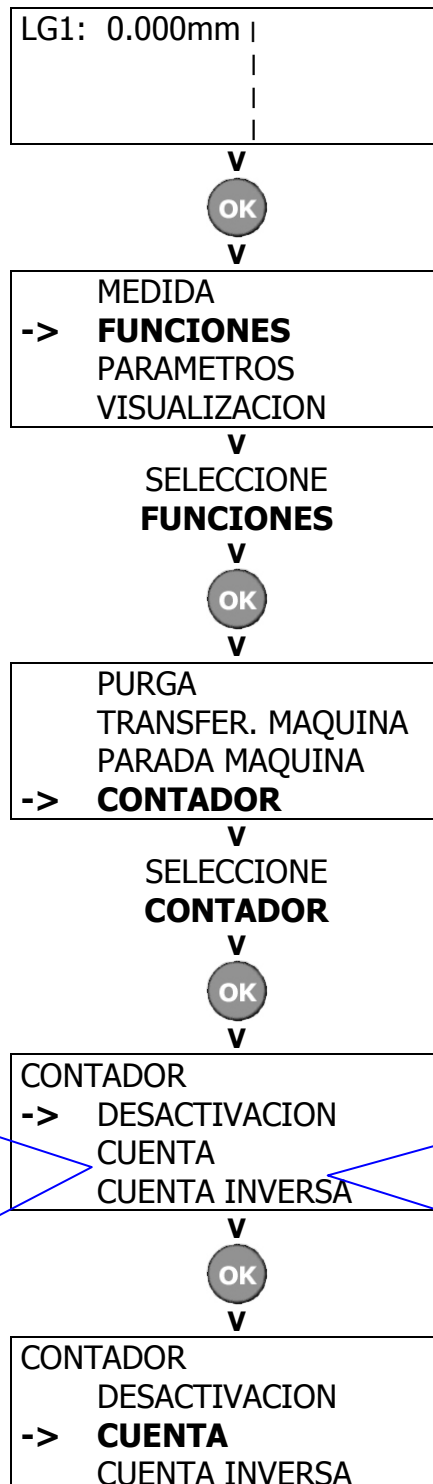 LG1: 0.000mm
V
OK
V
MEDIDA
-> FUNCIONES
PARAMETROS
VISUALIZACION
V
SELECCIONE
FUNCIONES
V
OK
V
PURGA
TRANSFER. MAQUINA
PARADA MAQUINA
-> CONTADOR
V
SELECCIONE
CONTADOR
V
OK
V
CONTADOR
-> DESACTIVACION
CUENTA
CUENTA INVERSA
V
OK
V
CONTADOR
DESACTIVACION
-> CUENTA
CUENTA INVERSA